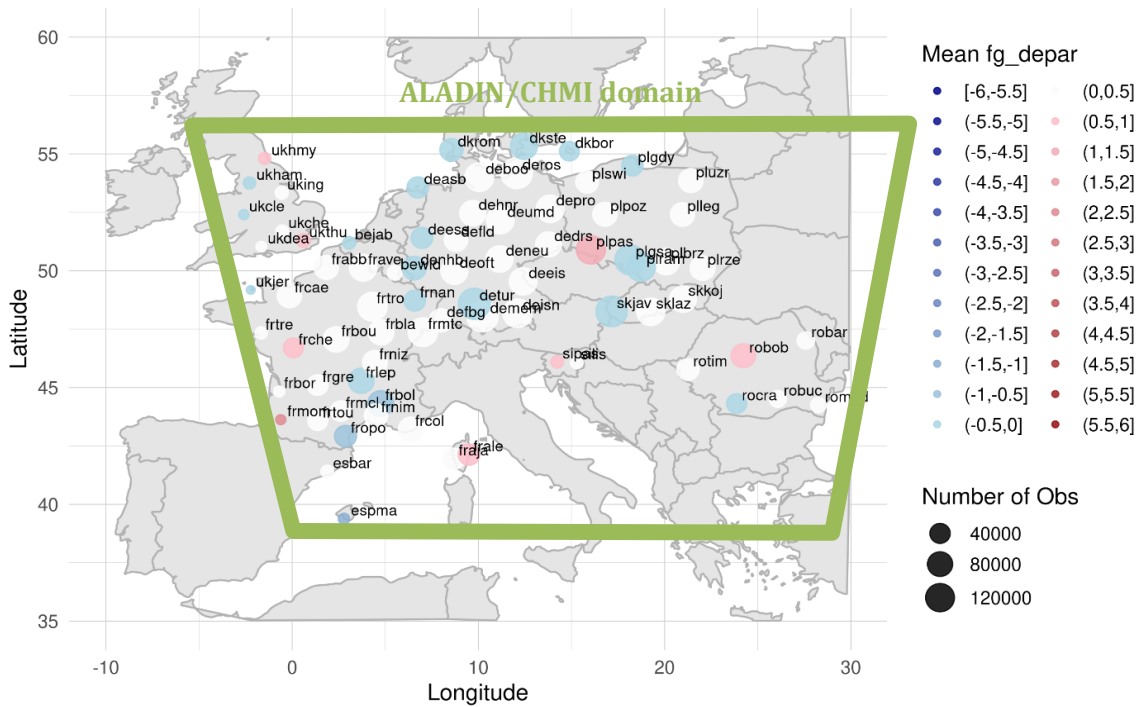 60
55
50
45
40
35
-10
0
10
20
30
Latitude
Longitude
ALADIN/CHMI domain
ukhmy
ukham
uking
ukcle
ukche
ukdea
ukthu
bejab
ukjer
dkrom
dkste
dkbor
deboo
deros
plgdy
deasb
plswi
pluzr
dehnr
deumd
depro
plpoz
plleg
deess
defld
dedrs
plpas
deneu
plgsa
plbrz
plram
plrze
frabb
frave
bewid
denhb
deoft
deeis
frcae
frtro
frnan
detur
defbg
demem
deisn
skjav
sklaz
skkoj
frtre
frche
frbou
frbla
frmtc
frniz
sipas
silis
robar
robob
rotim
frbor
frgre
frlep
frbol
frmcl
frnim
frmom
frtou
frcol
fropo
rocra
robuc
esbar
frale
fraja
espma
Mean fg_depar
[-6,-5.5]
(-5.5,-5]
(-5,-4.5]
(-4.5,-4]
(-4,-3.5]
(-3.5,-3]
(-3,-2.5]
(-2.5,-2]
(-2,-1.5]
(-1.5,-1]
(-1,-0.5]
(-0.5,0]
(0,0.5]
(0.5,1]
(1,1.5]
(1.5,2]
(2,2.5]
(2.5,3]
(3,3.5]
(3.5,4]
(4,4.5]
(4.5,5]
(5,5.5]
(5.5,6]
Number of Obs
40000
80000
120000